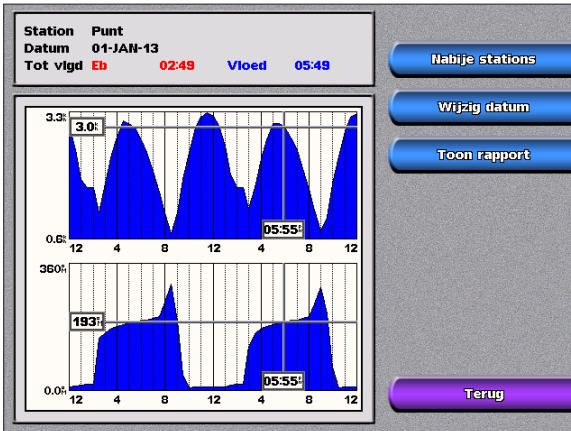 Station Punt
Datum 01-JAN-13
Tot vlgd Eb 02:49 Vloed 05:49
Nabije stations
Wijzig datum
Toon rapport
3.3
3.0
05:55
0.6
12 4 8 12 4 8 12
360
193
05:55
0.0
12 4 8 12 4 8 12
Terug